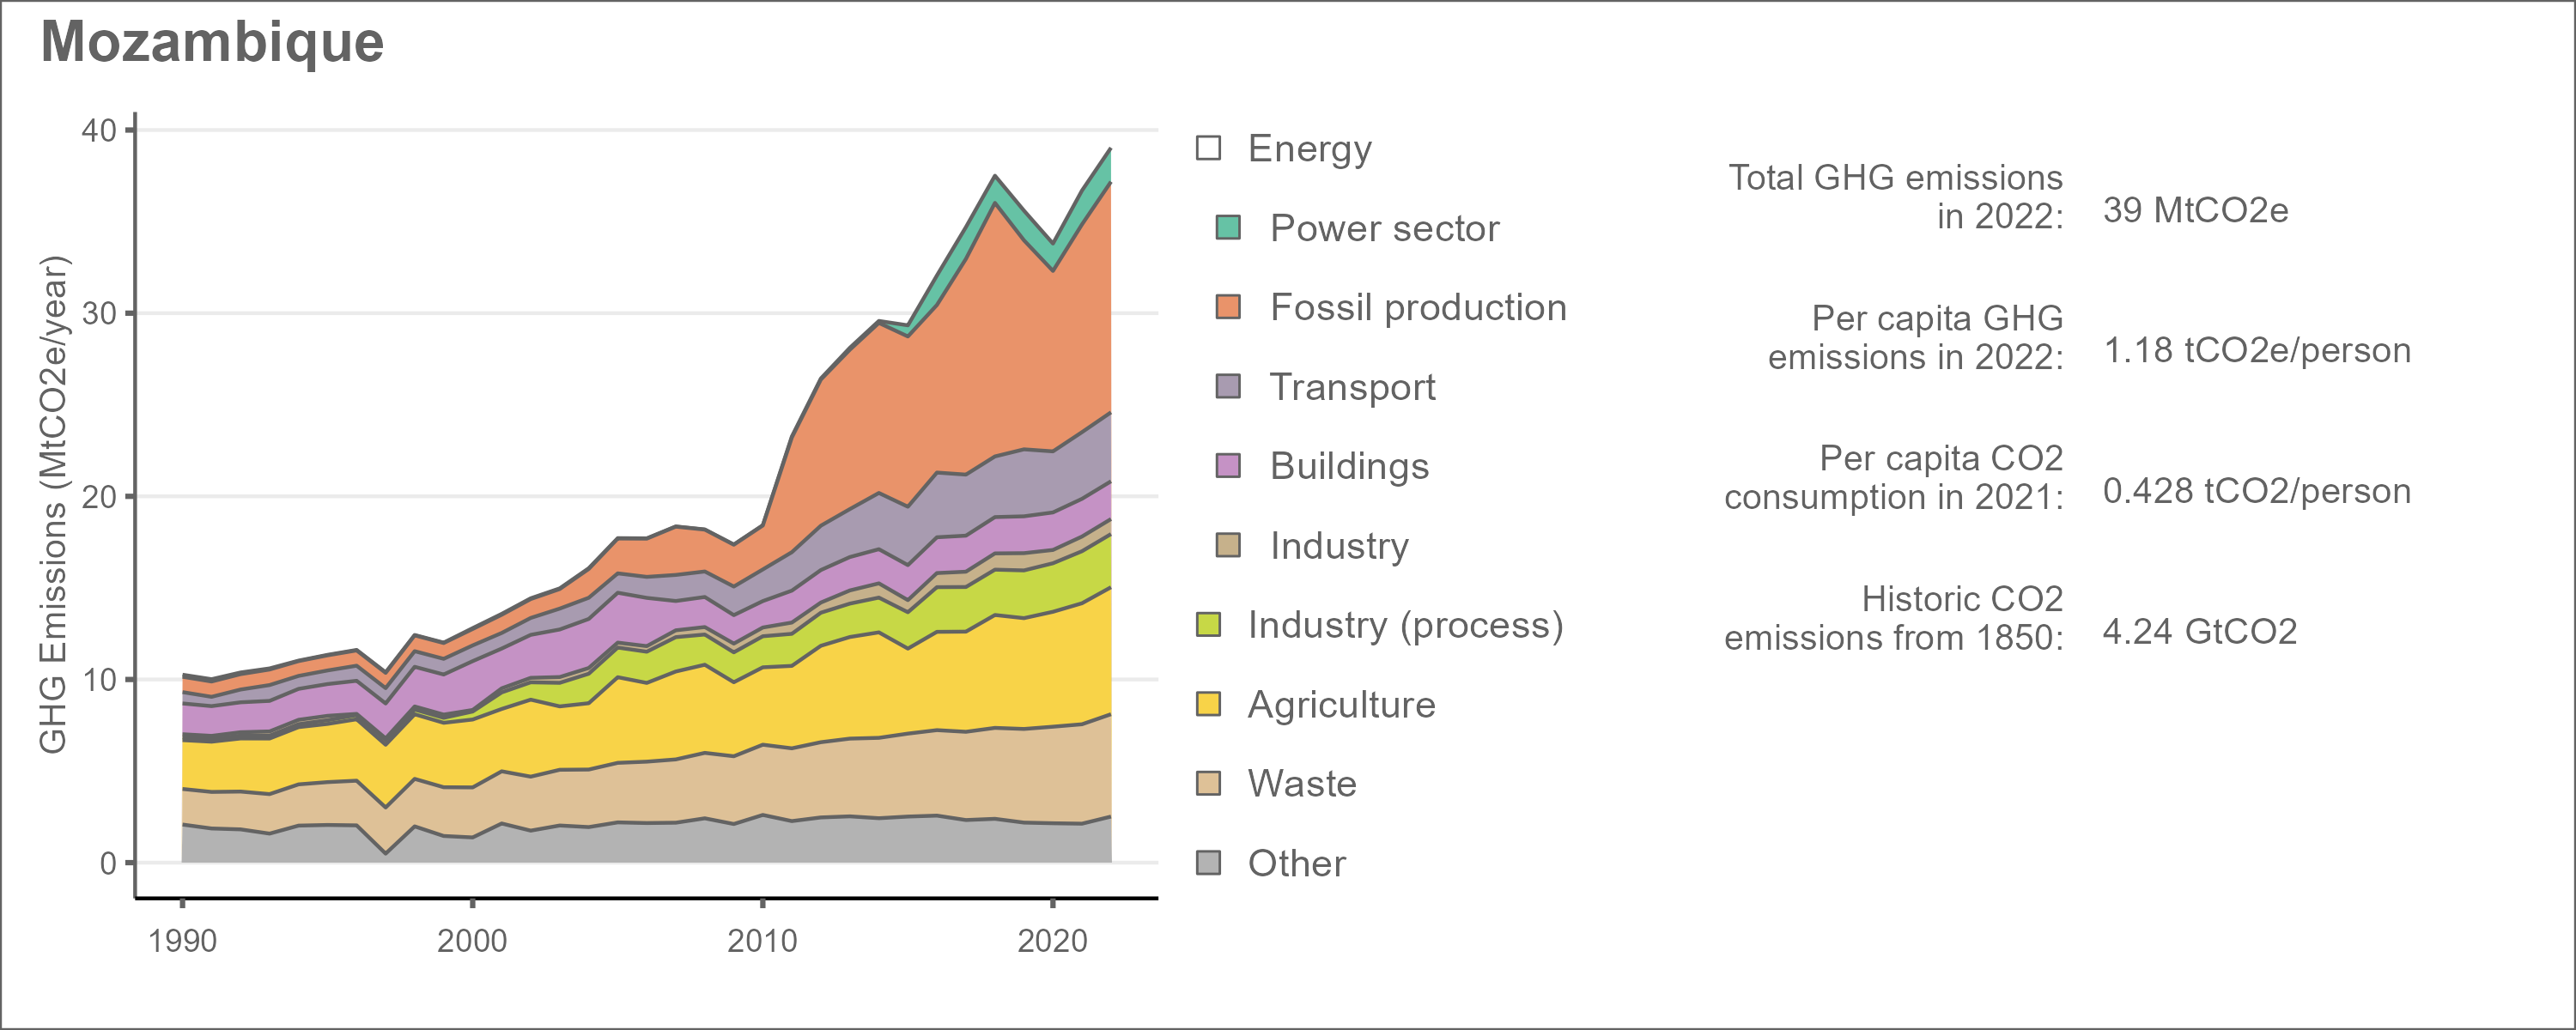 Mozambique
GHG Emissions (MtCO2e/year)
40
30
20
10
0
1990
2000
2010
2020
Energy
Power sector
Fossil production
Transport
Buildings
Industry
Industry (process)
Agriculture
Waste
Other
Total GHG emissions
in 2022:
39 MtCO2e
Per capita GHG
emissions in 2022:
1.18 tCO2e/person
Per capita CO2
consumption in 2021:
0.428 tCO2/person
Historic CO2
emissions from 1850:
4.24 GtCO2